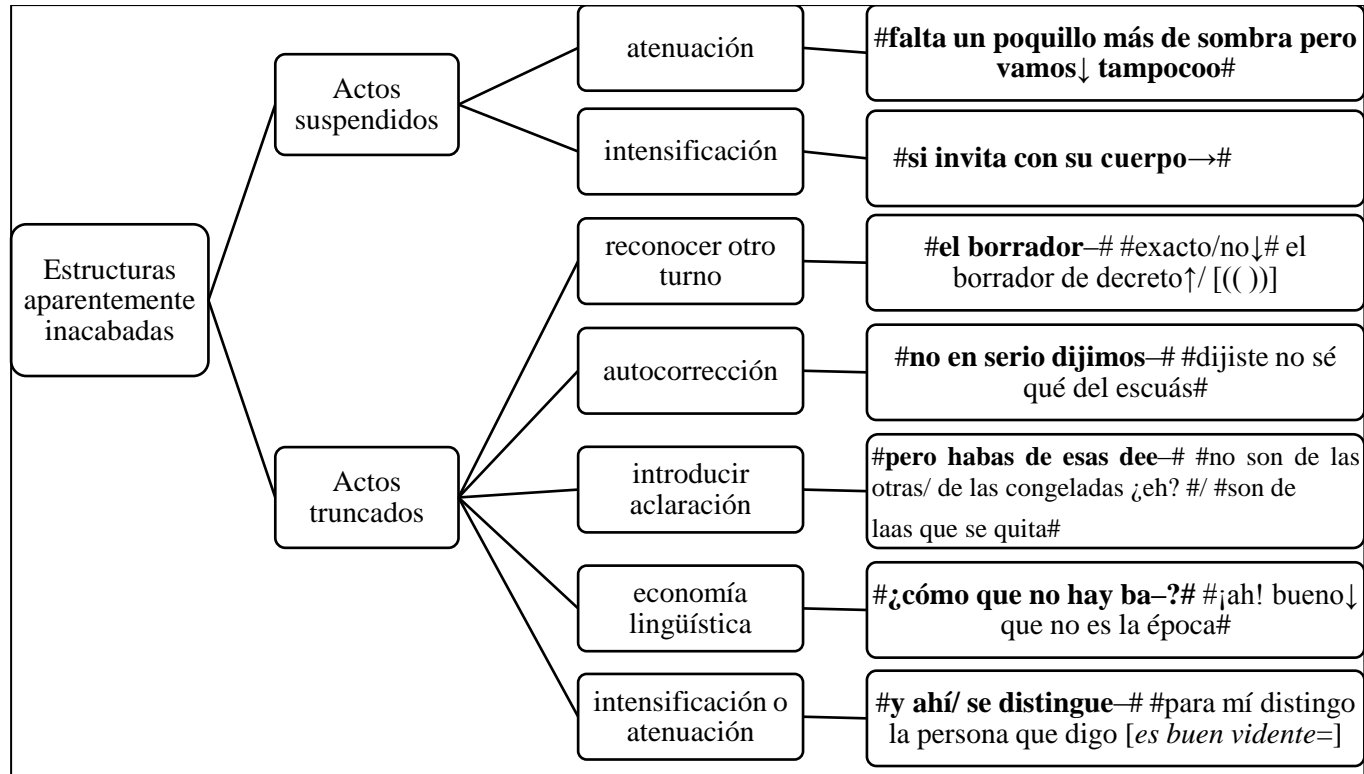 Estructuras
aparentemente
inacabadas
Actos
suspendidos
atenuación
#falta un poquillo más de sombra pero
vamos↓ tampocoo#
intensificación
#si invita con su cuerpo→#
Actos
truncados
reconocer otro
turno
#el borrador–# #exacto/no↓# el
borrador de decreto↑/ [(( ))]
autocorrección
#no en serio dijimos–# #dijiste no sé
qué del escuás#
introducir
aclaración
#pero habas de esas dee–# #no son de las
otras/ de las congeladas ¿eh? #/ #son de
laas que se quita#
economía
lingüística
#¿cómo que no hay ba–?# #¡ah! bueno↓
que no es la época#
intensificación o
atenuación
#y ahí/ se distingue–# #para mí distingo
la persona que digo [es buen vidente=]